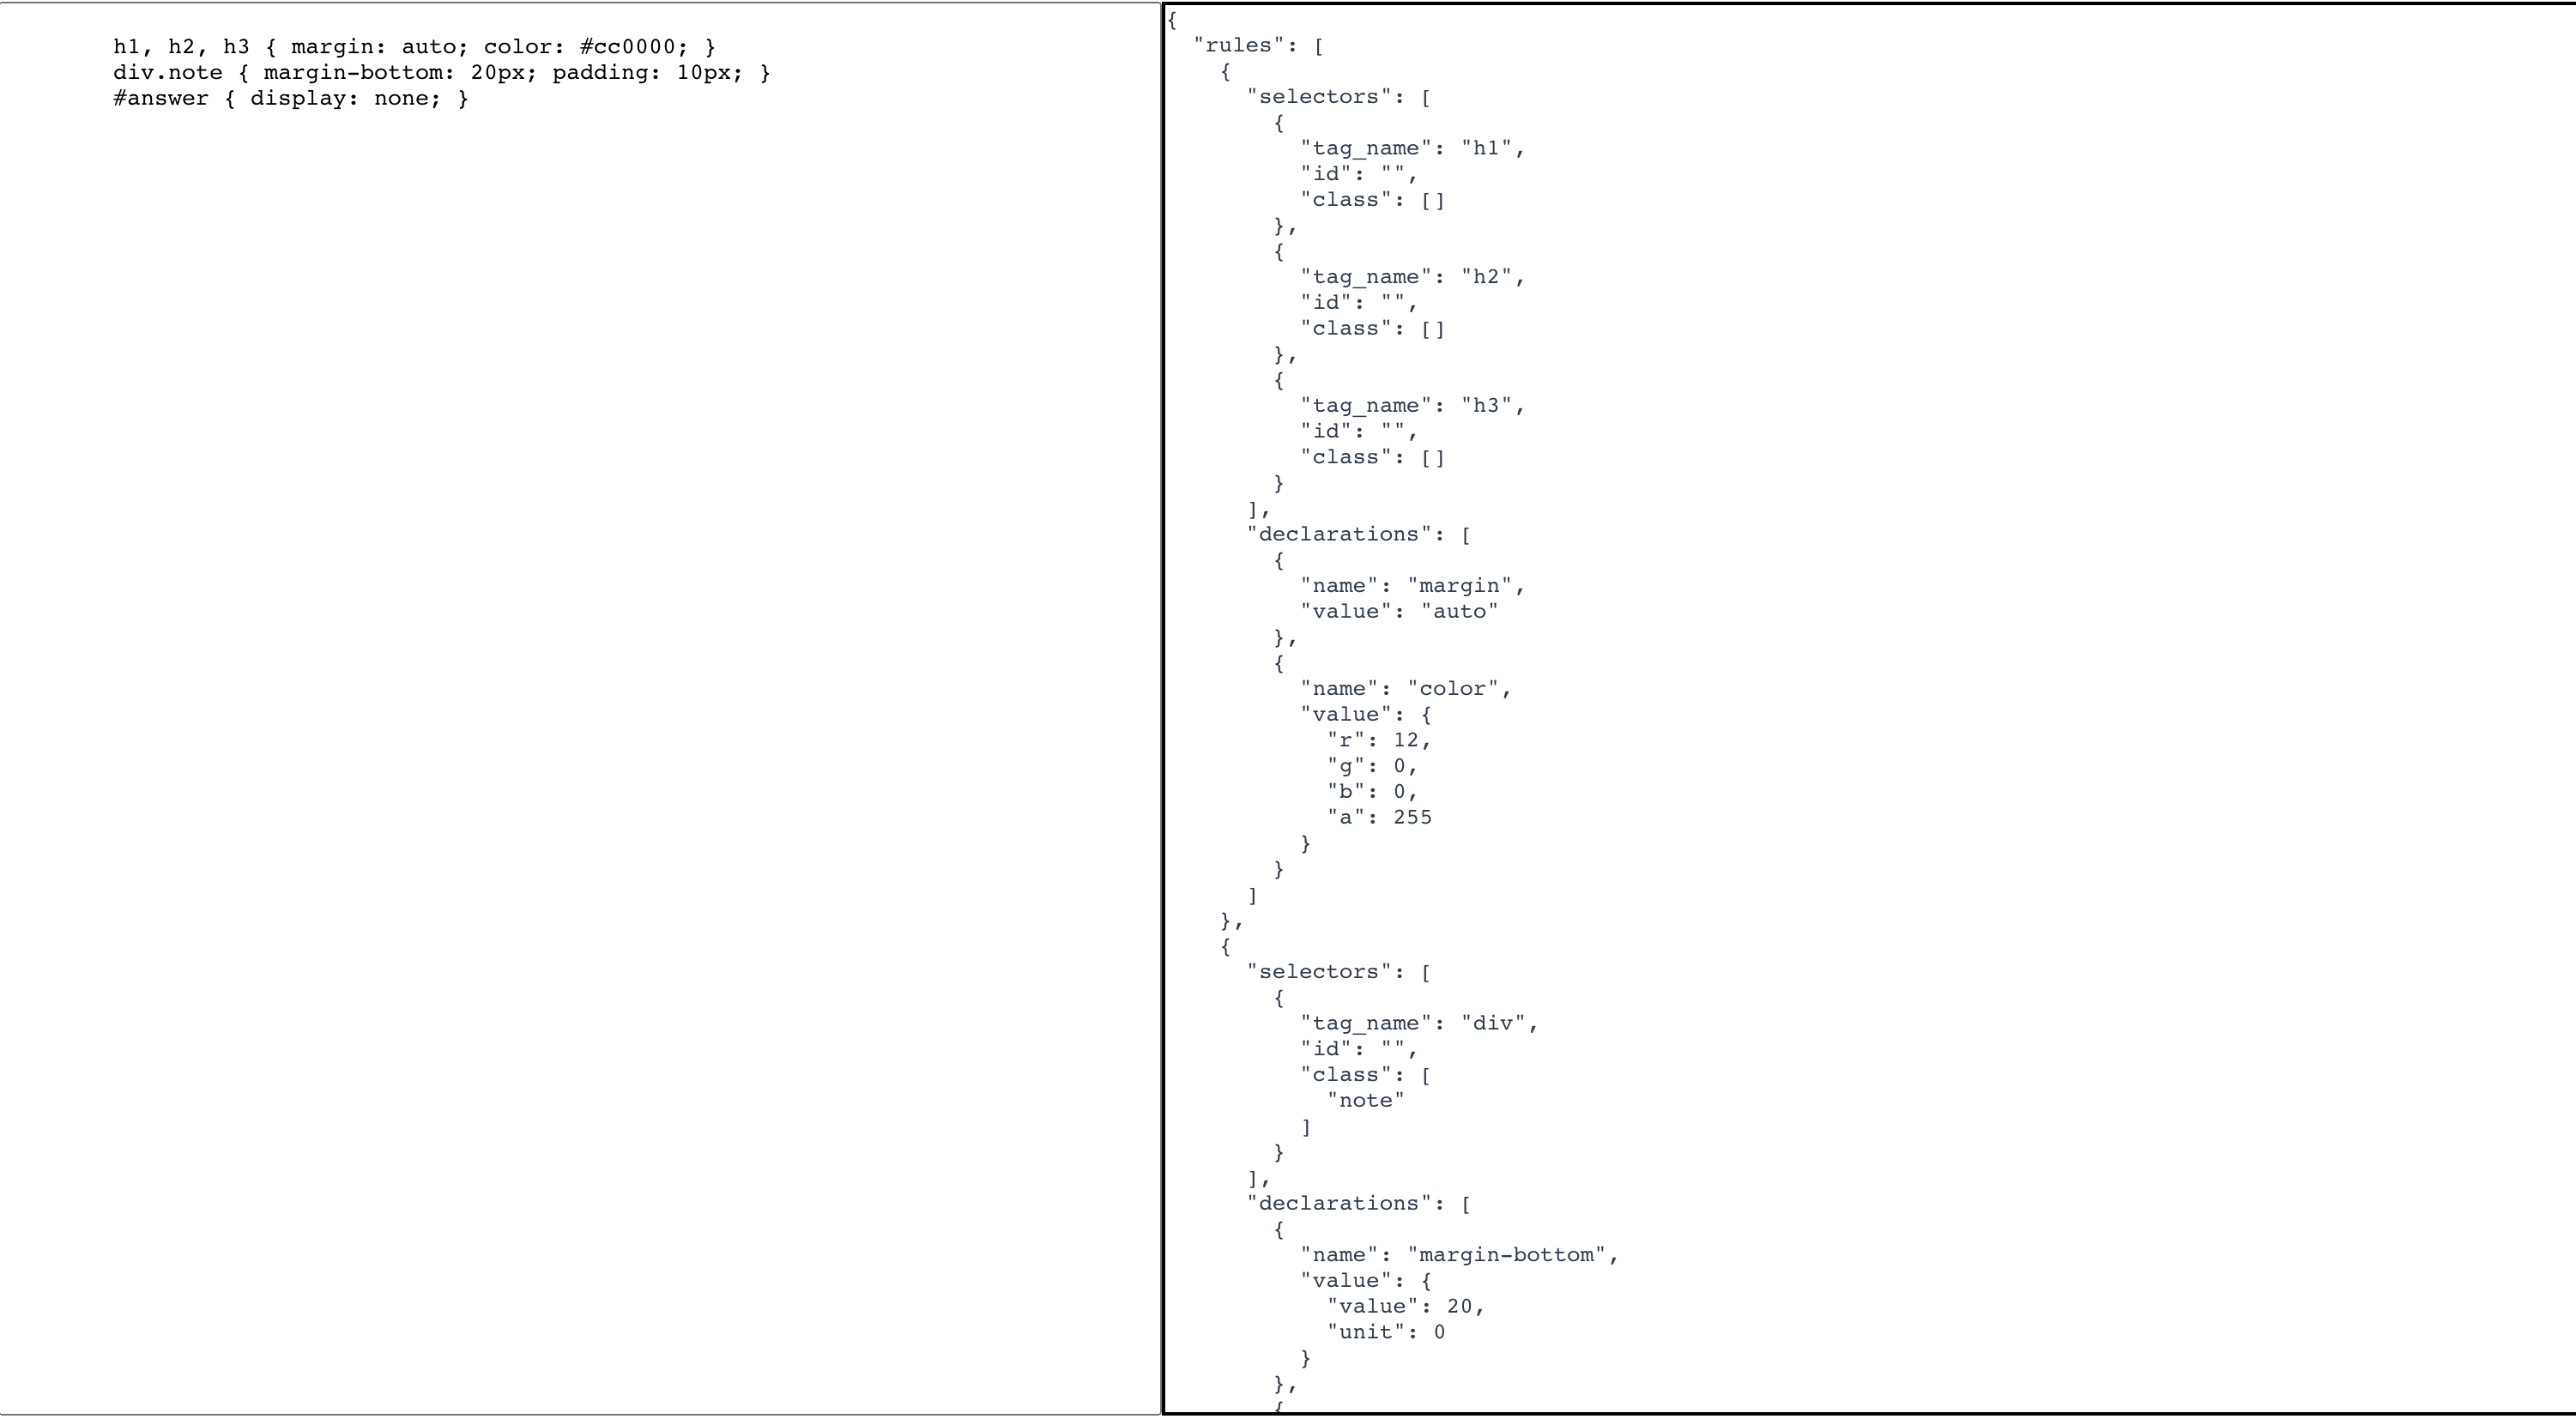 h1, h2, h3 { margin: auto; color: #cc0000; }
div.note { margin-bottom: 20px; padding: 10px; }
#answer { display: none; }
{
  "rules": [
    {
      "selectors": [
        {
          "tag_name": "h1",
          "id": "",
          "class": []
        },
        {
          "tag_name": "h2",
          "id": "",
          "class": []
        },
        {
          "tag_name": "h3",
          "id": "",
          "class": []
        }
      ],
      "declarations": [
        {
          "name": "margin",
          "value": "auto"
        },
        {
          "name": "color",
          "value": {
            "r": 12,
            "g": 0,
            "b": 0,
            "a": 255
          }
        }
      ]
    },
    {
      "selectors": [
        {
          "tag_name": "div",
          "id": "",
          "class": [
            "note"
          ]
        }
      ],
      "declarations": [
        {
          "name": "margin-bottom",
          "value": {
            "value": 20,
            "unit": 0
          }
        },
        {